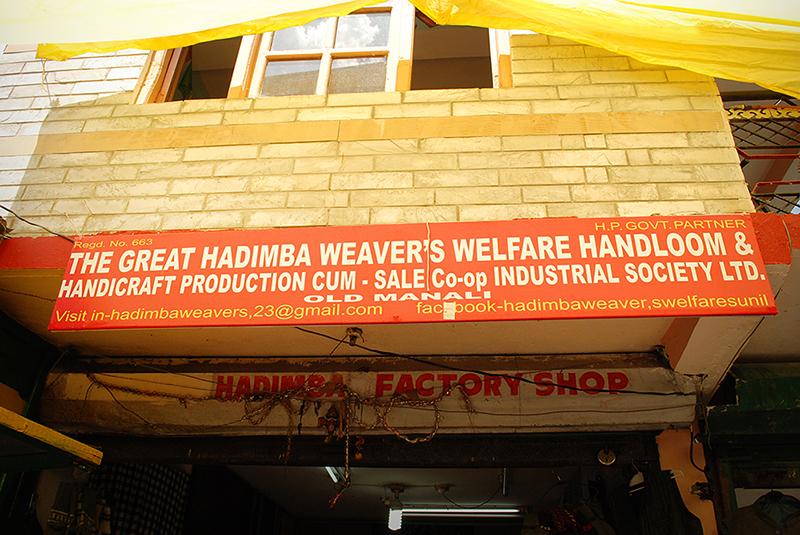 Regd. No. 663
H.P. GOVT. PARTNER
THE GREAT HADIMBA WEAVER'S WELFARE HANDLOOM &
HANDICRAFT PRODUCTION CUM - SALE Co-op INDUSTRIAL SOCIETY LTD.
OLD MANALI
Visit in-hadimbaweavers,23@gmail.com facebook-hadimbaweaver,swelfaresunil
HADIMBA FACTORY SHOP